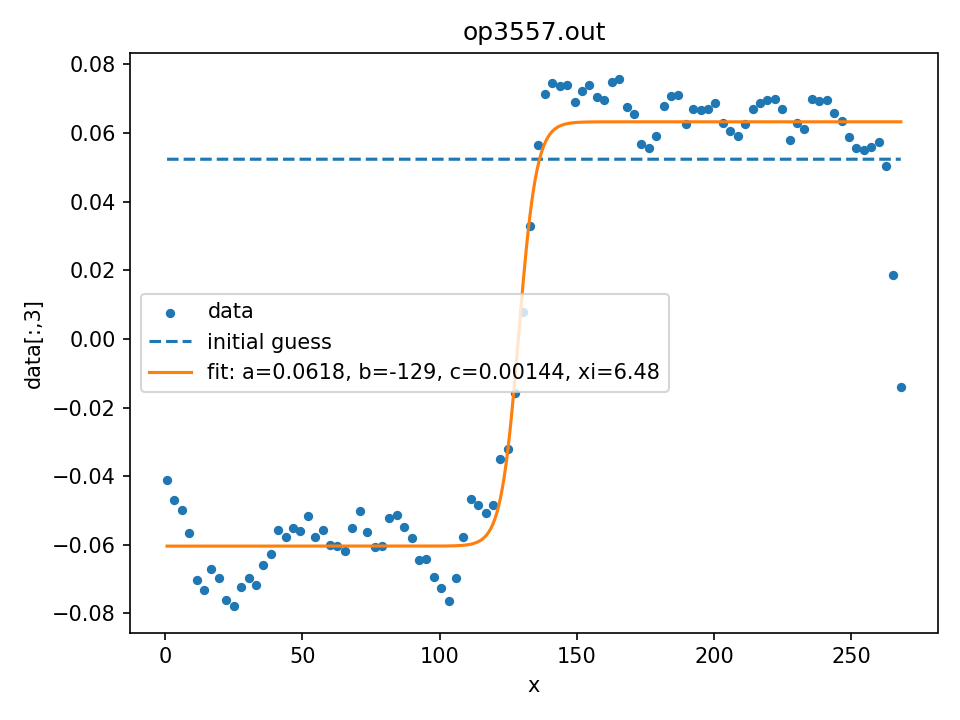 op3557.out
0.08
0.06
0.04
0.02
0.00
−0.02
−0.04
−0.06
−0.08
data[:,3]
data
initial guess
fit: a=0.0618, b=-129, c=0.00144, xi=6.48
0 50 100 150 200 250
x